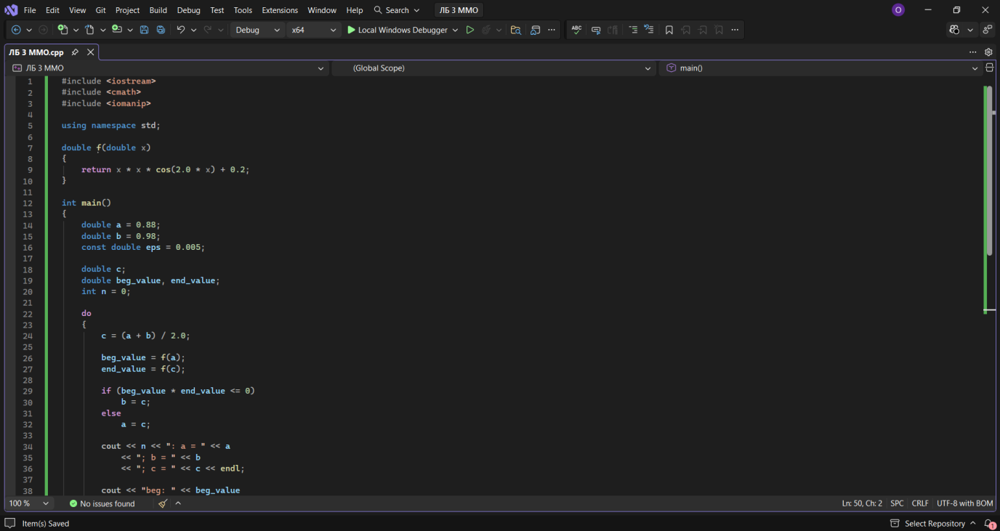 File Edit View Git Project Build Debug Test Tools Extensions Window Help Search ЛБ 3 ММО O
Debug x64 Local Windows Debugger ABC
ЛБ 3 ММО.cpp
ЛБ 3 ММО (Global Scope) main()
1 #include <iostream>
2 #include <cmath>
3 #include <iomanip>
4
5 using namespace std;
6
7 double f(double x)
8 {
9 return x * x * cos(2.0 * x) + 0.2;
10 }
11
12 int main()
13 {
14 double a = 0.88;
15 double b = 0.98;
16 const double eps = 0.005;
17
18 double c;
19 double beg_value, end_value;
20 int n = 0;
21
22 do
23 {
24 c = (a + b) / 2.0;
25
26 beg_value = f(a);
27 end_value = f(c);
28
29 if (beg_value * end_value <= 0)
30 b = c;
31 else
32 a = c;
33
34 cout << n << ": a = " << a
35 << "; b = " << b
36 << "; c = " << c << endl;
37
38 cout << "beg: " << beg_value
100 % No issues found Ln: 50, Ch: 2 SPC CRLF UTF-8 with BOM
Item(s) Saved Select Repository 1